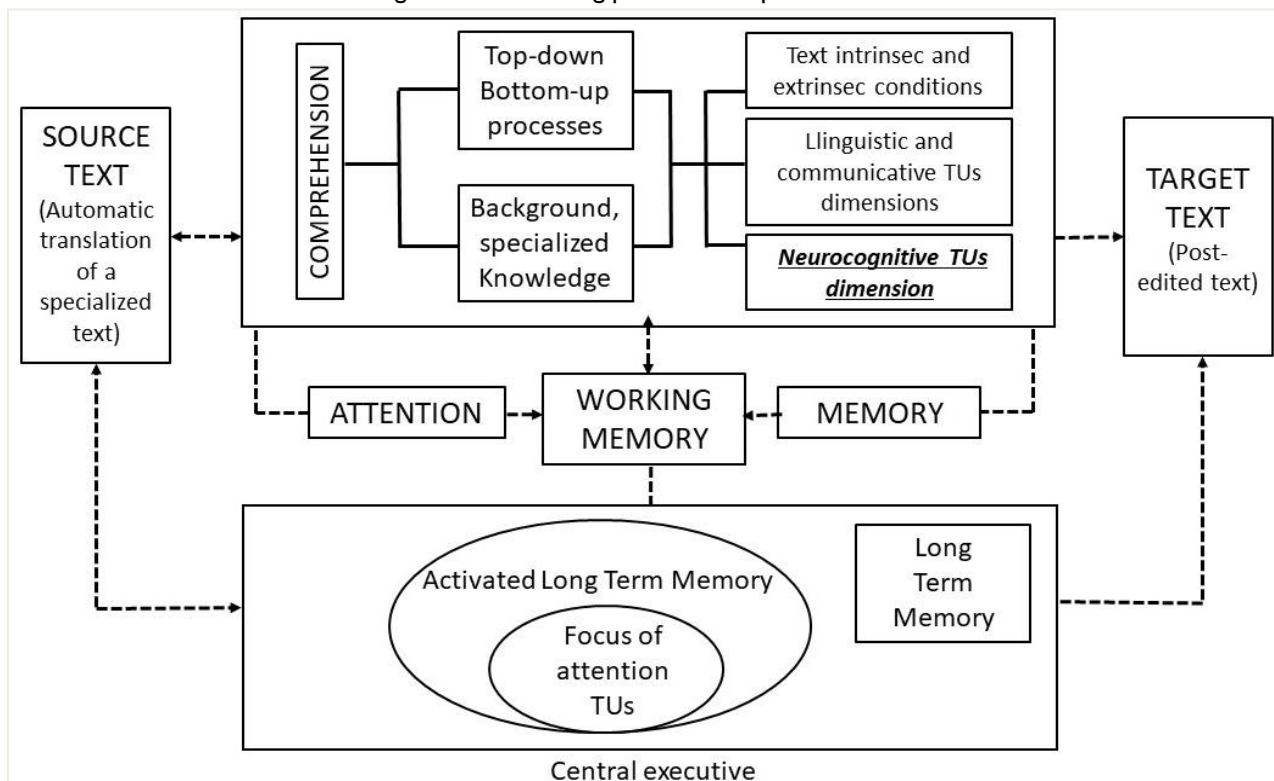 SOURCE
TEXT
(Automatic
translation
of a
specialized
text)
COMPREHENSION
Top-down
Bottom-up
processes
Background,
specialized
Knowledge
Text intrinsec and
extrinsec conditions
Llinguistic and
communicative TUs
dimensions
Neurocognitive TUs
dimension
TARGET
TEXT
(Post-
edited text)
ATTENTION
WORKING
MEMORY
MEMORY
Activated Long Term Memory
Focus of
attention
TUs
Long
Term
Memory
Central executive